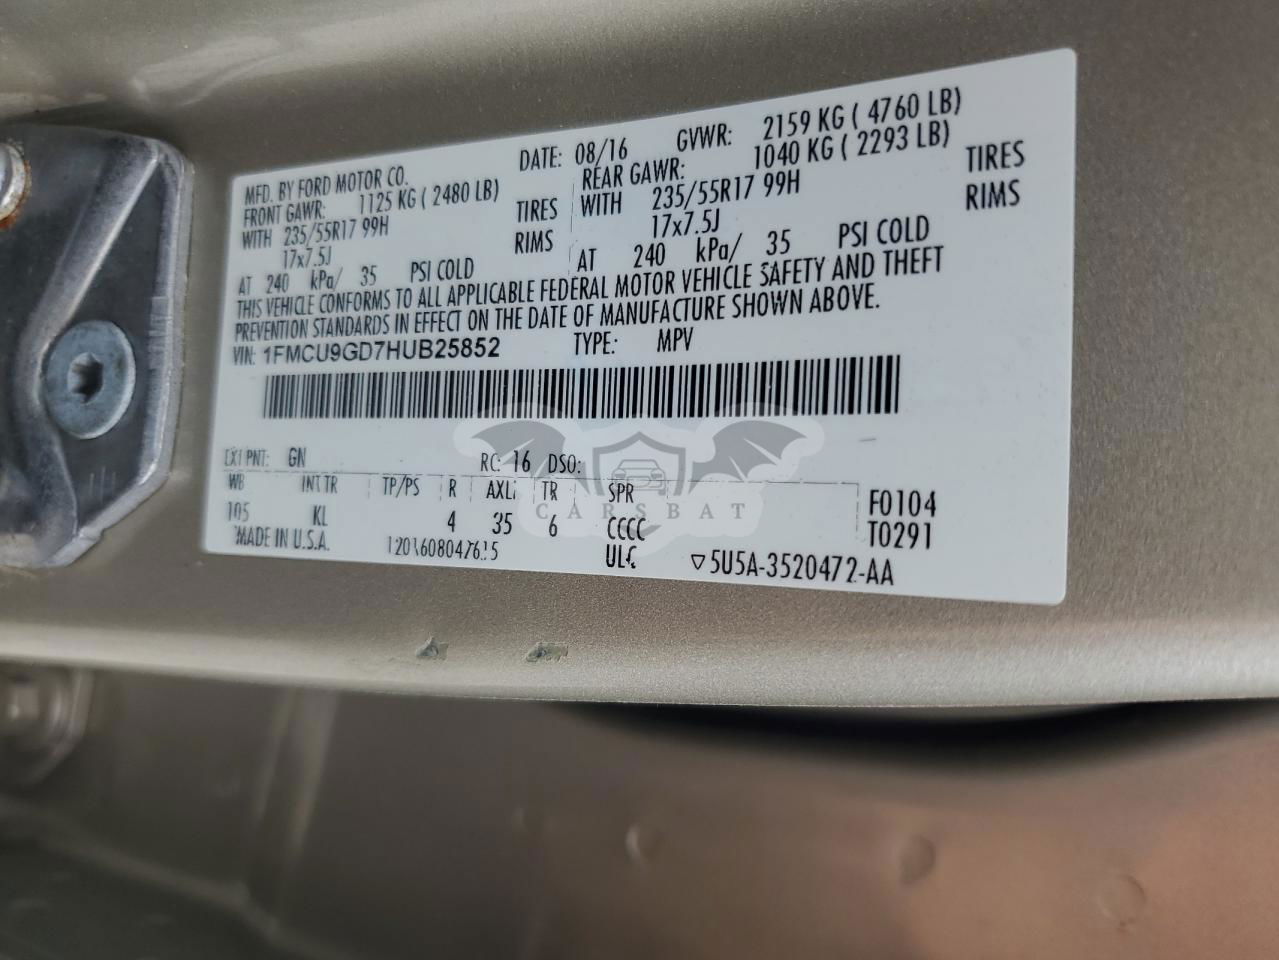 MFD. BY FORD MOTOR CO. DATE: 08/16 GVWR: 2159 KG ( 4760 LB)
FRONT GAWR: 1125 KG ( 2480 LB) REAR GAWR: 1040 KG ( 2293 LB)
WITH 235/55R17 99H TIRES WITH 235/55R17 99H TIRES
17x7.5J RIMS 17x7.5J RIMS
AT 240 kPa/ 35 PSI COLD AT 240 kPa/ 35 PSI COLD
THIS VEHICLE CONFORMS TO ALL APPLICABLE FEDERAL MOTOR VEHICLE SAFETY AND THEFT
PREVENTION STANDARDS IN EFFECT ON THE DATE OF MANUFACTURE SHOWN ABOVE.
VIN: 1FMCU9GD7HUB25852 TYPE: MPV
EXT PNT: GN RC: 16 DSO:
WB INT TR TP/PS R AXL TR SPR F0104
105 KL 4 35 6 CCCC T0291
MADE IN U.S.A. ▽5U5A-3520472-AA
CARSBAT